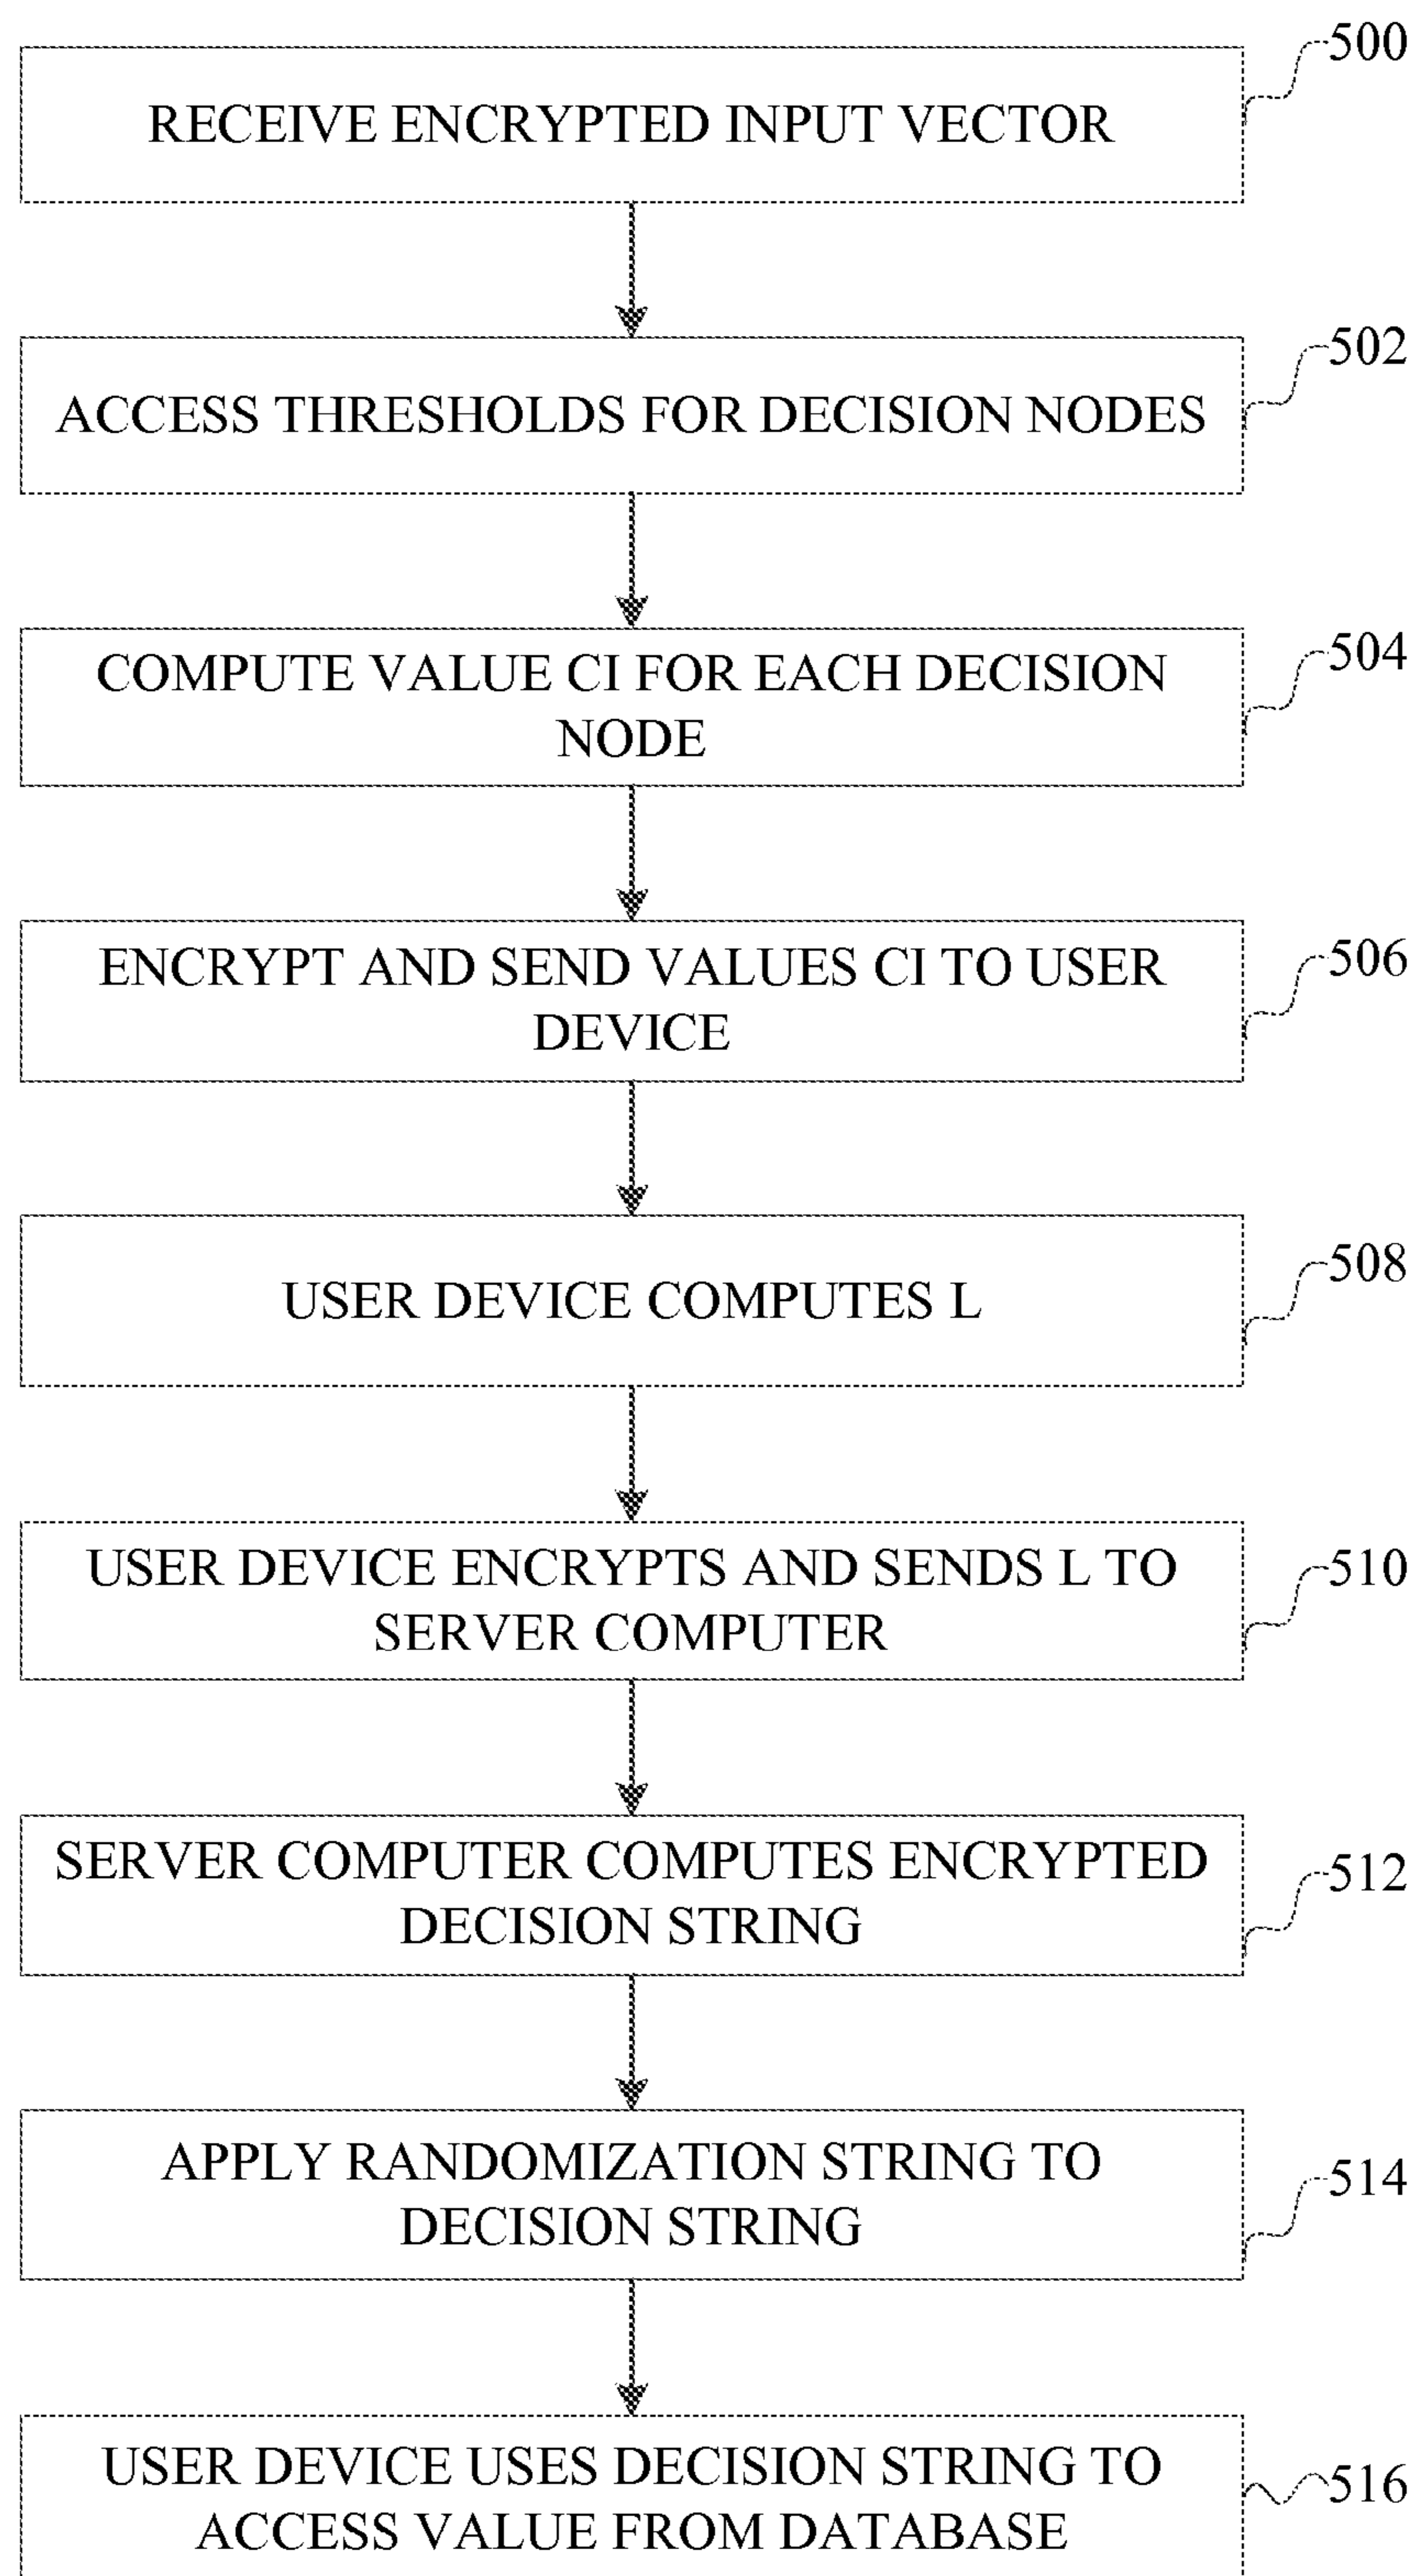 500
RECEIVE ENCRYPTED INPUT VECTOR
502
ACCESS THRESHOLDS FOR DECISION NODES
504
COMPUTE VALUE CI FOR EACH DECISION
NODE
506
ENCRYPT AND SEND VALUES CI TO USER
DEVICE
508
USER DEVICE COMPUTES L
510
USER DEVICE ENCRYPTS AND SENDS L TO
SERVER COMPUTER
512
SERVER COMPUTER COMPUTES ENCRYPTED
DECISION STRING
514
APPLY RANDOMIZATION STRING TO
DECISION STRING
516
USER DEVICE USES DECISION STRING TO
ACCESS VALUE FROM DATABASE